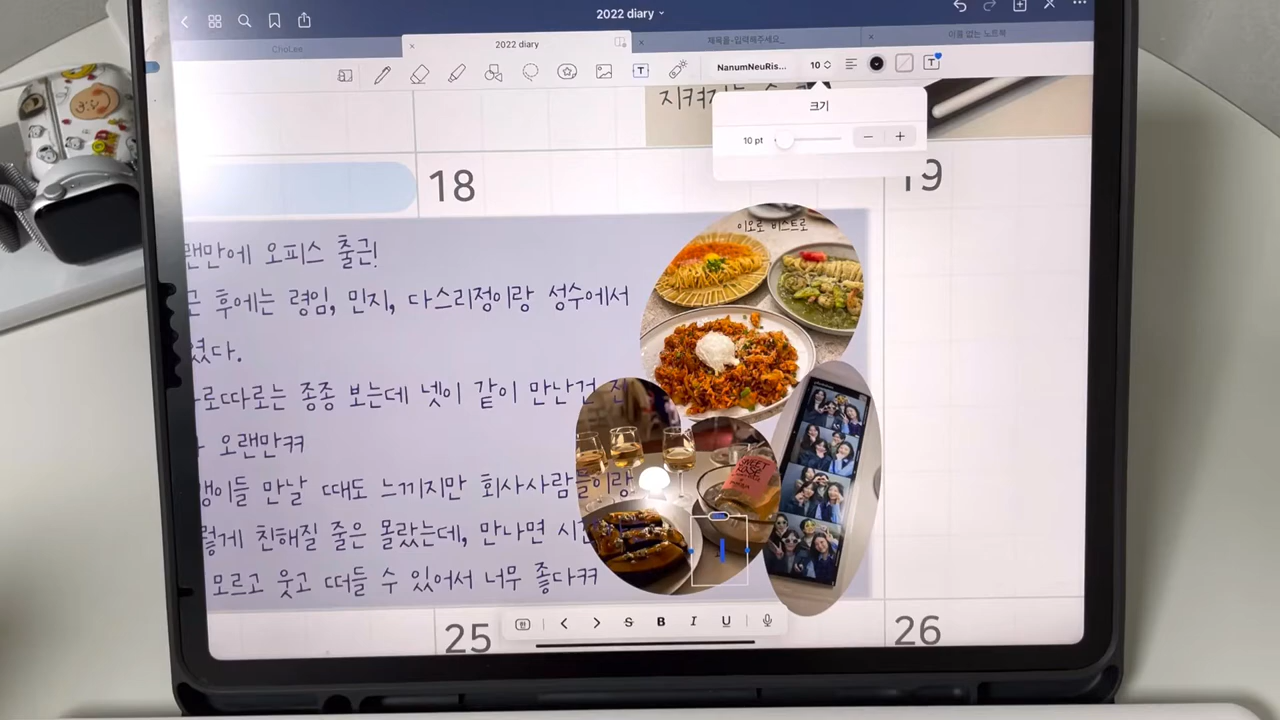 2022 diary
ChoLee
2022 diary
제목을-입력해주세요_
이름 없는 노트북
NanumNeuRis... 10
크기
10 pt
18
19
랜만에 오피스 출근!
후에는 령임, 민지, 다스리정이랑 성수에서
였다.
로따로는 종종 보는데 넷이 같이 만난건 진
오랜만ㅋㅋ
생이들 만날 때도 느끼지만 회사사람들이랑
렇게 친해질 줄은 몰랐는데, 만나면 시간
모르고 웃고 떠들 수 있어서 너무 좋다ㅋㅋ
이오로 비스트로
한 S B I U
25
26